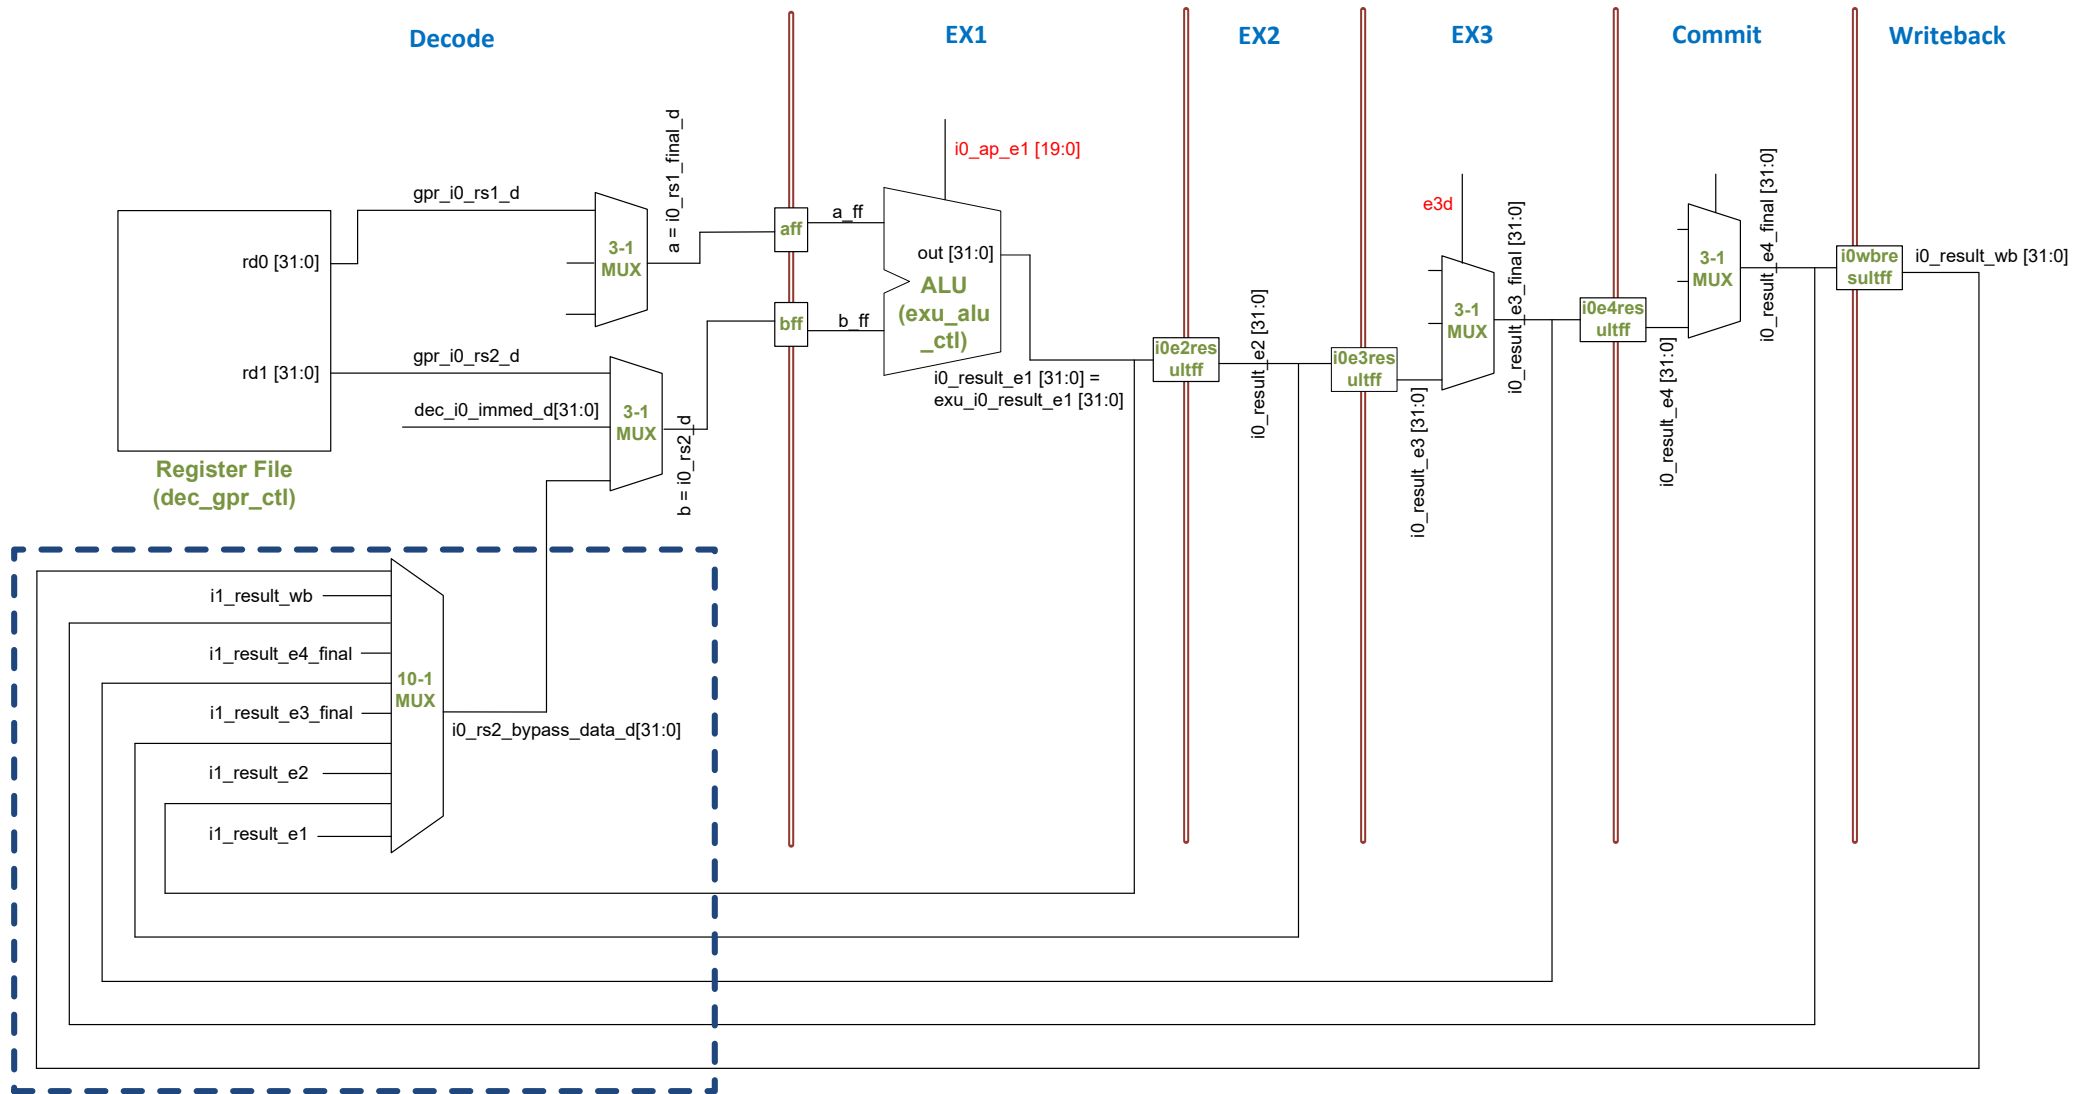 Decode
EX1
EX2
EX3
Commit
Writeback
i0_ap_e1 [19:0]
e3d
gpr_i0_rs1_d
rd0 [31:0]
3-1
MUX
a = i0_rs1_final_d
aff
a_ff
out [31:0]
ALU
(exu_alu
_ctl)
bff
b_ff
gpr_i0_rs2_d
rd1 [31:0]
dec_i0_immed_d[31:0]
3-1
MUX
b = i0_rs2_d
Register File
(dec_gpr_ctl)
i0_result_e1 [31:0] =
exu_i0_result_e1 [31:0]
i0e2res
ultff
i0_result_e2 [31:0]
i0e3res
ultff
i0_result_e3 [31:0]
3-1
MUX
i0_result_e3_final [31:0]
i0e4res
ultff
i0_result_e4 [31:0]
3-1
MUX
i0_result_e4_final [31:0]
i0wbre
sultff
i0_result_wb [31:0]
i1_result_wb
i1_result_e4_final
10-1
MUX
i1_result_e3_final
i0_rs2_bypass_data_d[31:0]
i1_result_e2
i1_result_e1